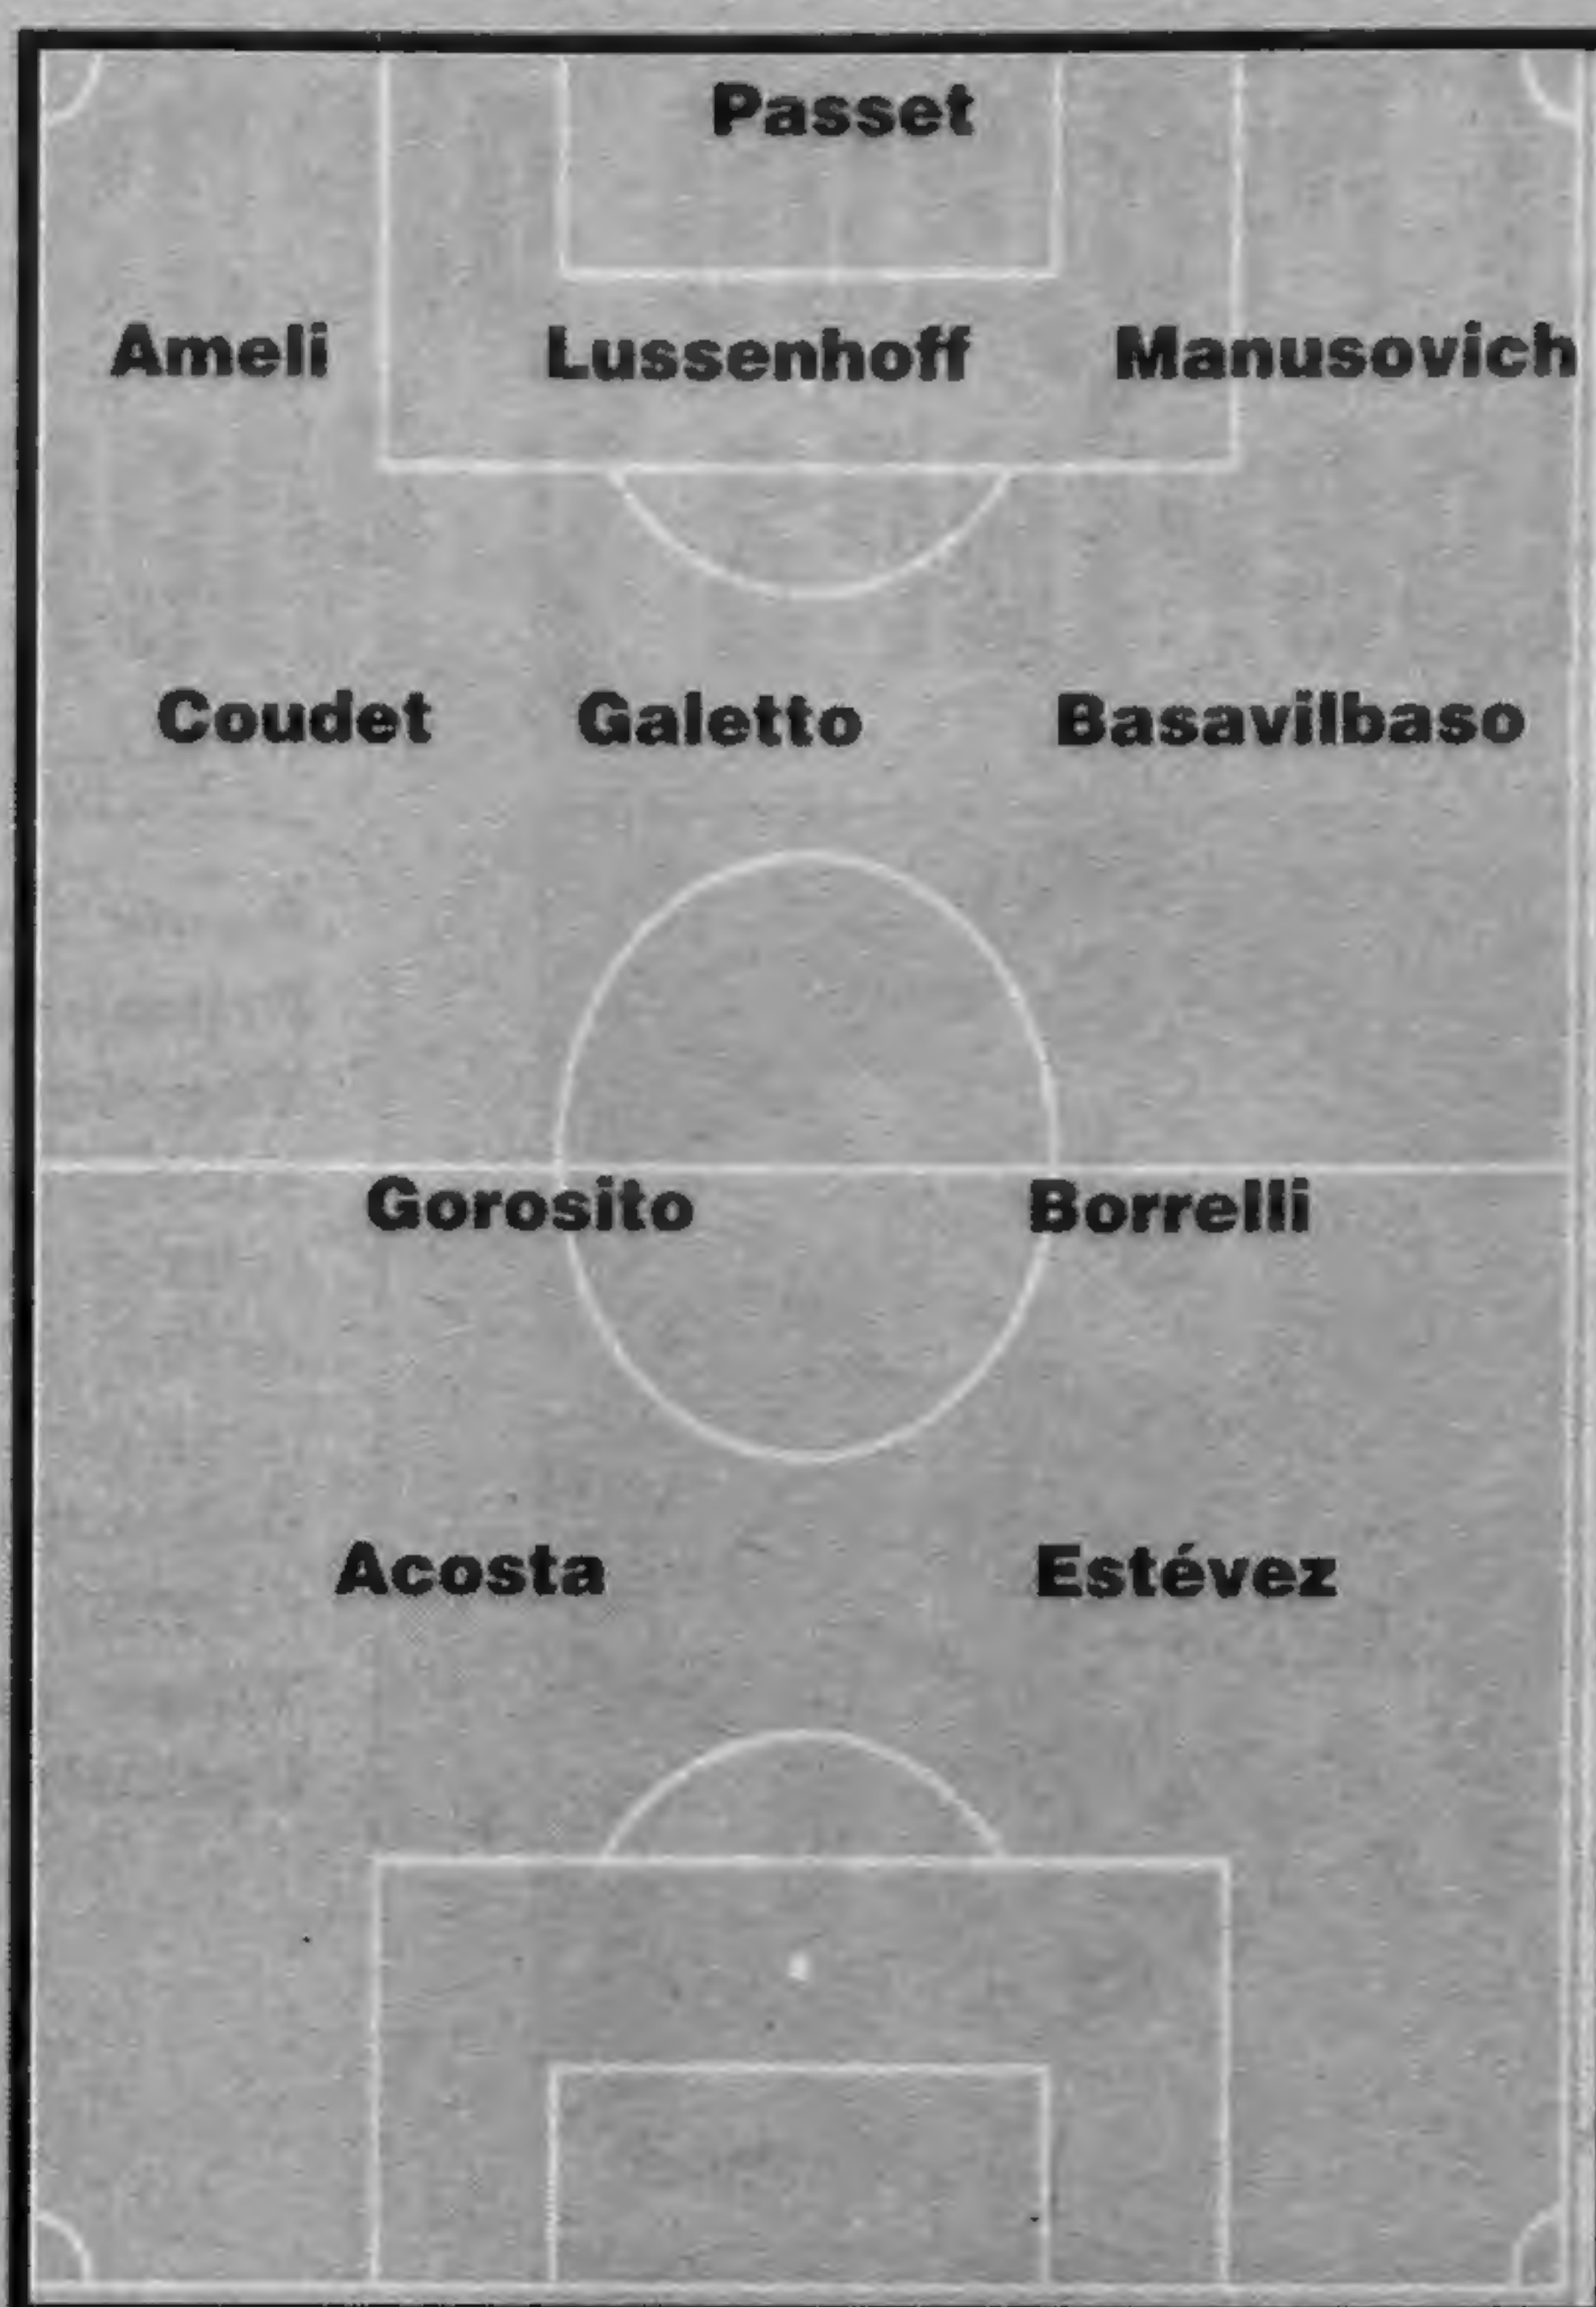 Passet
Ameli Lussenhoff Manusovich
Coudet Galetto Basavilbaso
Gorosito Borrelli
Acosta Estévez